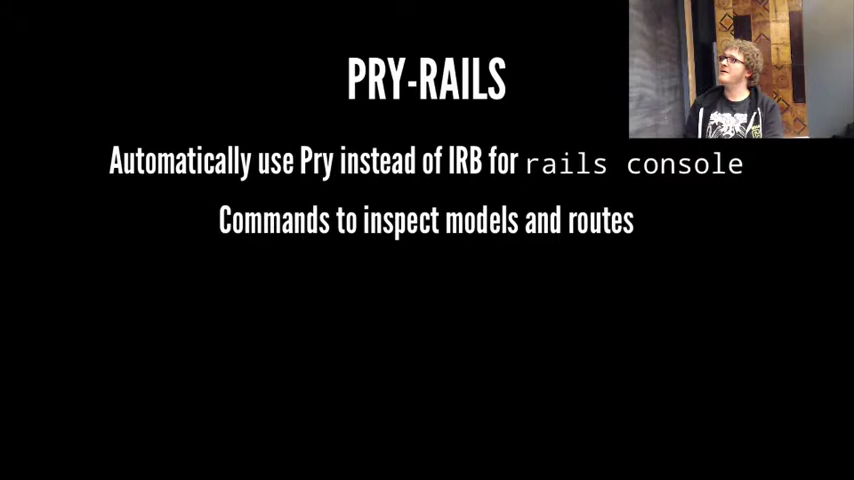 PRY-RAILS
Automatically use Pry instead of IRB for rails console
Commands to inspect models and routes